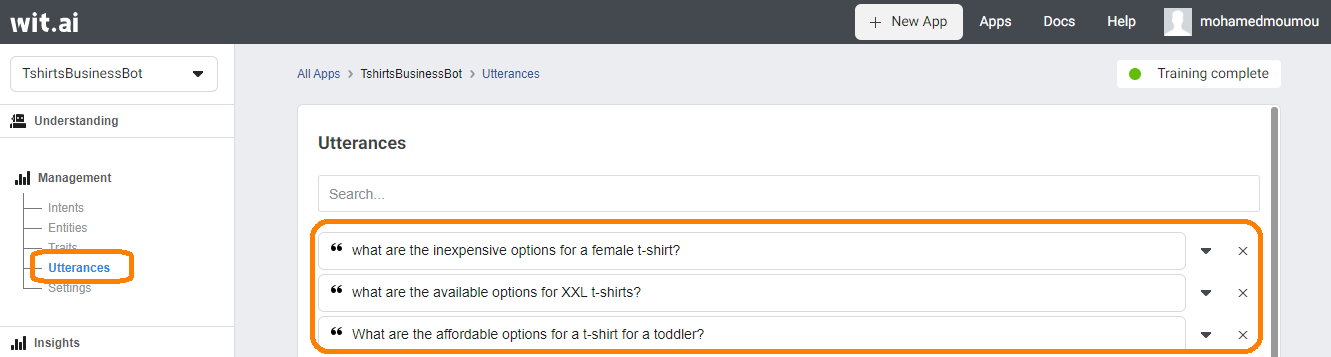 wit.ai
+ New App Apps Docs Help mohamedmoumou
TshirtsBusinessBot
All Apps > TshirtsBusinessBot > Utterances
Training complete
Understanding
Management
Intents
Entities
Traits
Utterances
Settings
Insights
Utterances
Search...
❝ what are the inexpensive options for a female t-shirt?
❝ what are the available options for XXL t-shirts?
❝ What are the affordable options for a t-shirt for a toddler?